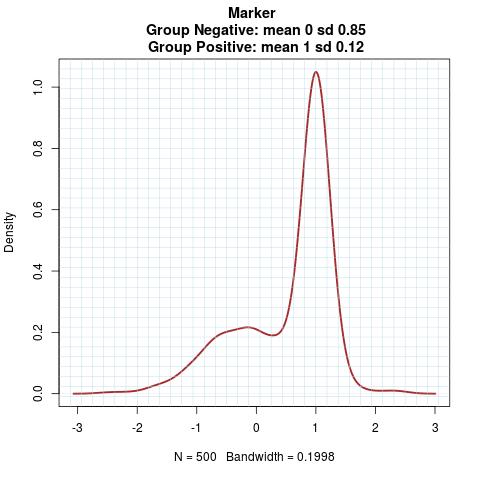 Marker
Group Negative: mean 0 sd 0.85
Group Positive: mean 1 sd 0.12
Density
1.0
0.8
0.6
0.4
0.2
0.0
-3 -2 -1 0 1 2 3
N = 500 Bandwidth = 0.1998